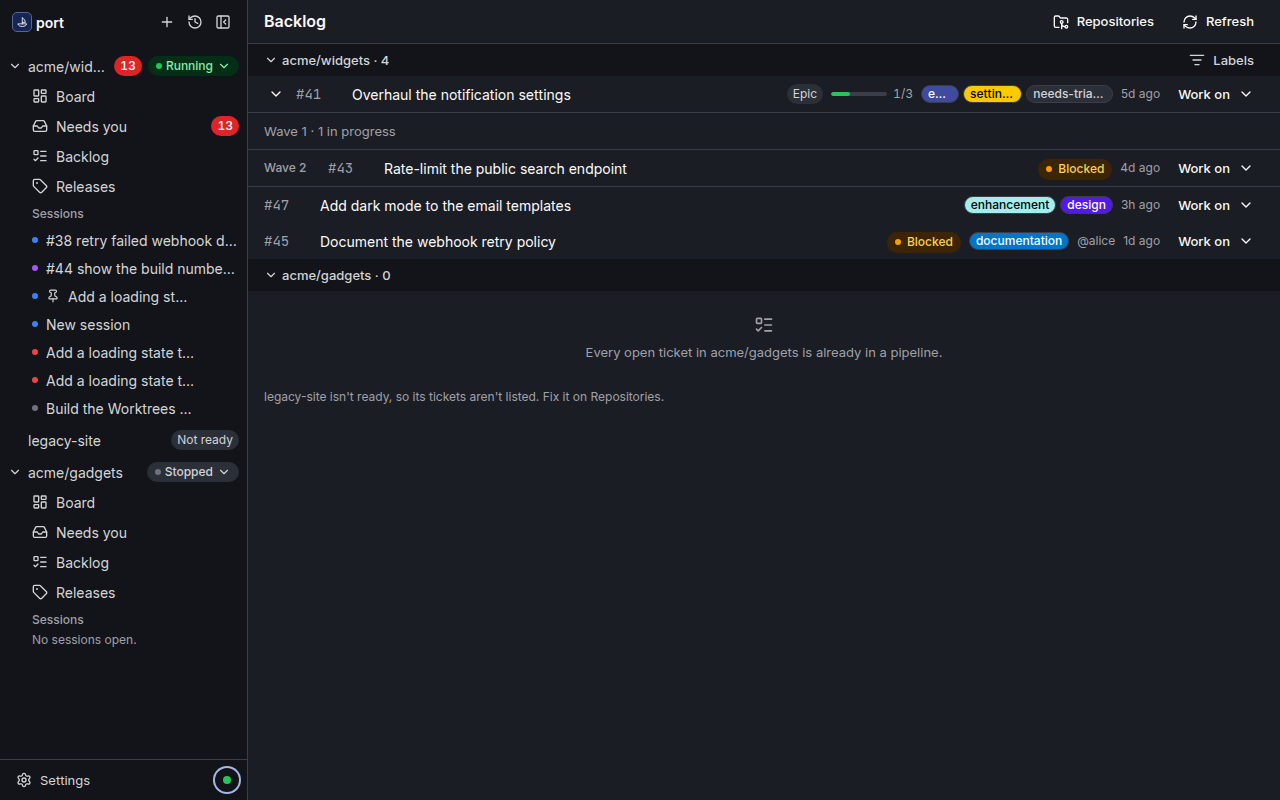 port
acme/wid... 13 Running
Board
Needs you 13
Backlog
Releases
Sessions
#38 retry failed webhook d...
#44 show the build numbe...
Add a loading st...
New session
Add a loading state t...
Add a loading state t...
Build the Worktrees ...
legacy-site Not ready
acme/gadgets Stopped
Board
Needs you
Backlog
Releases
Sessions
No sessions open.
Settings
Backlog Repositories Refresh
acme/widgets · 4 Labels
#41 Overhaul the notification settings Epic 1/3 e... settin... needs-tria... 5d ago Work on
Wave 1 · 1 in progress
Wave 2 #43 Rate-limit the public search endpoint Blocked 4d ago Work on
#47 Add dark mode to the email templates enhancement design 3h ago Work on
#45 Document the webhook retry policy Blocked documentation @alice 1d ago Work on
acme/gadgets · 0
Every open ticket in acme/gadgets is already in a pipeline.
legacy-site isn't ready, so its tickets aren't listed. Fix it on Repositories.